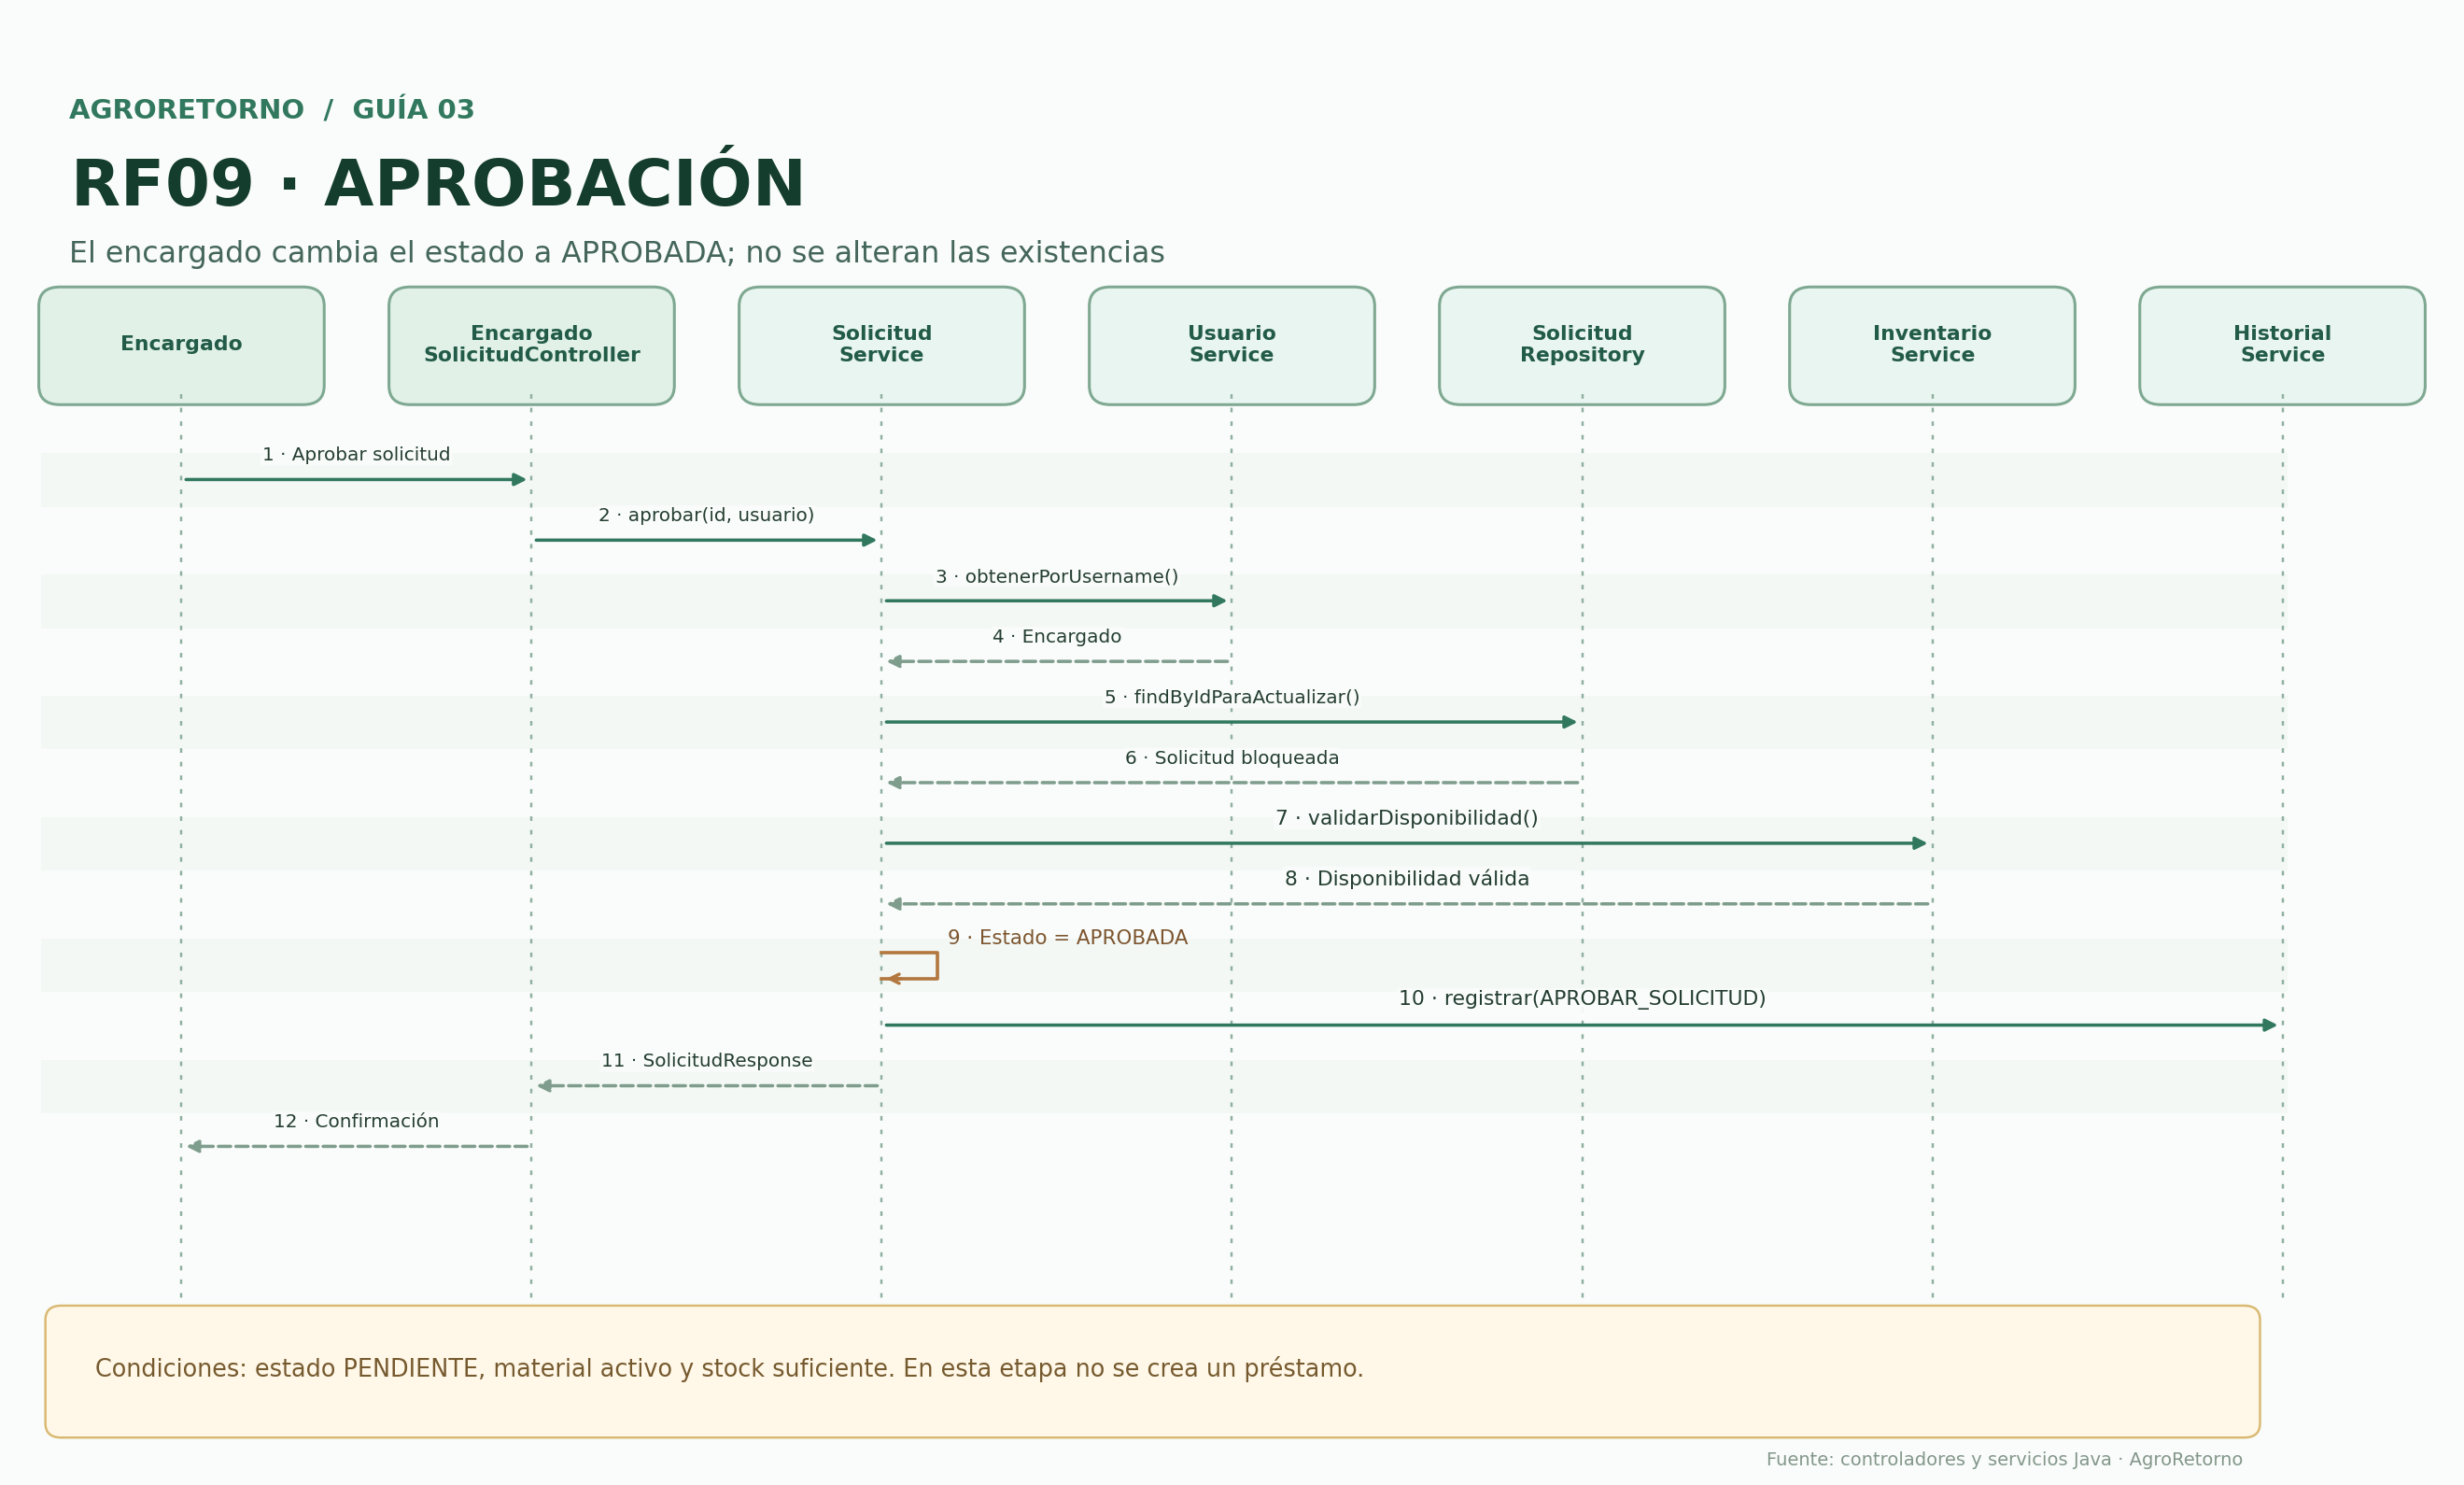 AGRORETORNO / GUÍA 03
RF09 · APROBACIÓN
El encargado cambia el estado a APROBADA; no se alteran las existencias
Encargado
Encargado
SolicitudController
Solicitud
Service
Usuario
Service
Solicitud
Repository
Inventario
Service
Historial
Service
1 · Aprobar solicitud
2 · aprobar(id, usuario)
3 · obtenerPorUsername()
4 · Encargado
5 · findByIdParaActualizar()
6 · Solicitud bloqueada
7 · validarDisponibilidad()
8 · Disponibilidad válida
9 · Estado = APROBADA
10 · registrar(APROBAR_SOLICITUD)
11 · SolicitudResponse
12 · Confirmación
Condiciones: estado PENDIENTE, material activo y stock suficiente. En esta etapa no se crea un préstamo.
Fuente: controladores y servicios Java · AgroRetorno